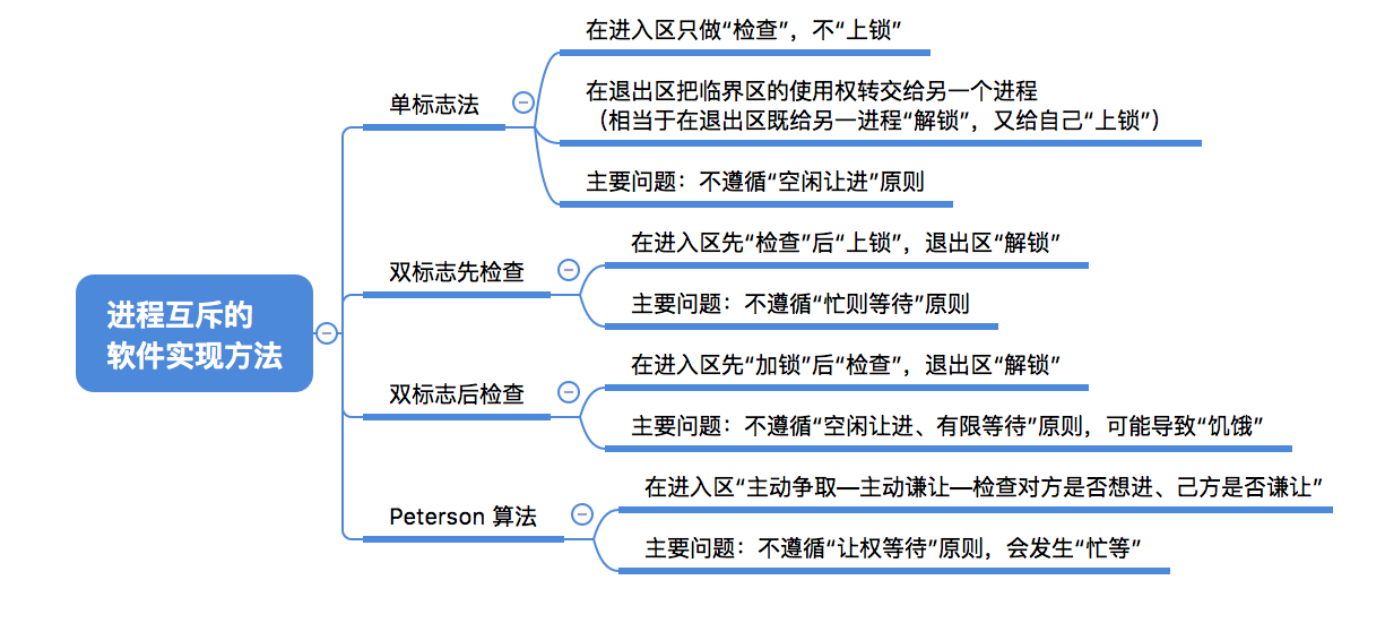 进程互斥的
软件实现方法
单标志法
在进入区只做“检查”，不“上锁”
在退出区把临界区的使用权转交给另一个进程
（相当于在退出区既给另一进程“解锁”，又给自己“上锁”）
主要问题：不遵循“空闲让进”原则
双标志先检查
在进入区先“检查”后“上锁”，退出区“解锁”
主要问题：不遵循“忙则等待”原则
双标志后检查
在进入区先“加锁”后“检查”，退出区“解锁”
主要问题：不遵循“空闲让进、有限等待”原则，可能导致“饥饿”
Peterson 算法
在进入区“主动争取—主动谦让—检查对方是否想进、己方是否谦让”
主要问题：不遵循“让权等待”原则，会发生“忙等”